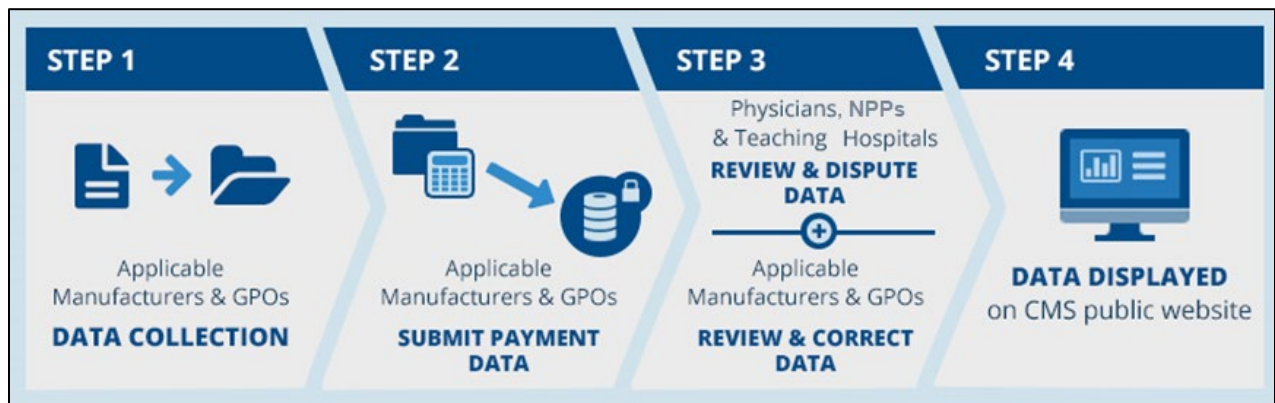 STEP 1
Applicable
Manufacturers & GPOs
DATA COLLECTION
STEP 2
Applicable
Manufacturers & GPOs
SUBMIT PAYMENT
DATA
STEP 3
Physicians, NPPs
& Teaching Hospitals
REVIEW & DISPUTE
DATA
Applicable
Manufacturers & GPOs
REVIEW & CORRECT
DATA
STEP 4
DATA DISPLAYED
on CMS public website